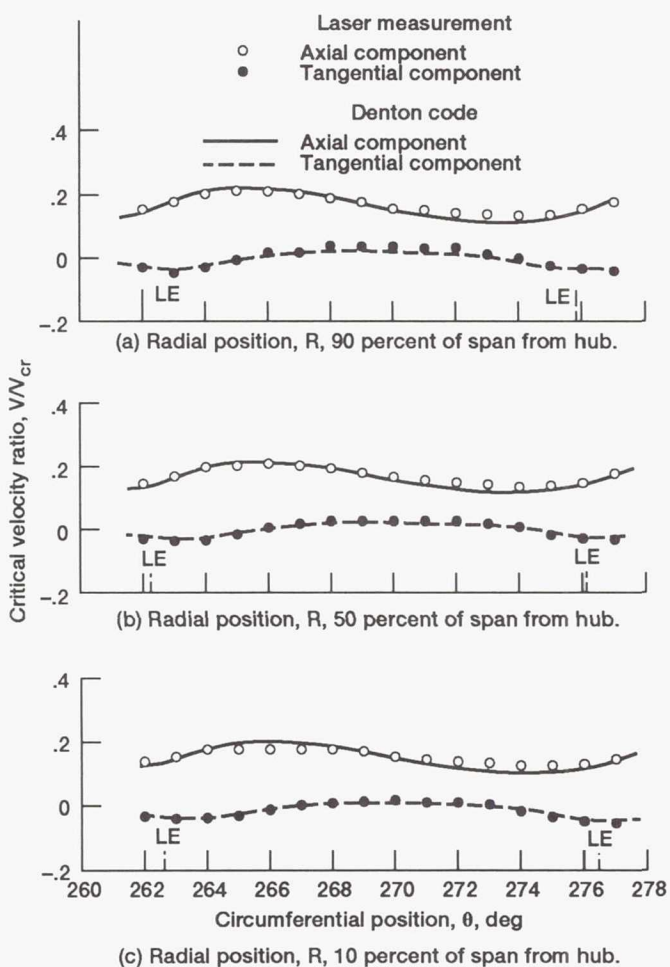 Laser measurement
Axial component
Tangential component
Denton code
Axial component
Tangential component
.4
.2
0
-.2
LE
LE
(a) Radial position, R, 90 percent of span from hub.
Critical velocity ratio, V/Vcr
.4
.2
0
-.2
LE
LE
(b) Radial position, R, 50 percent of span from hub.
.4
.2
0
-.2
LE
LE
260 262 264 266 268 270 272 274 276 278
Circumferential position, θ, deg
(c) Radial position, R, 10 percent of span from hub.